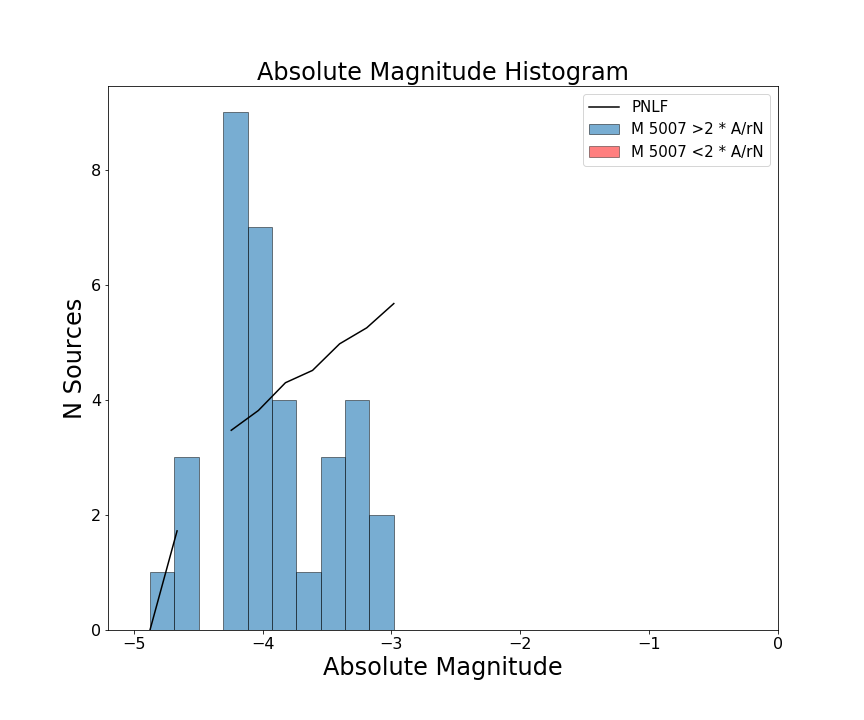 Absolute Magnitude Histogram
PNLF
M 5007 >2 * A/rN
M 5007 <2 * A/rN
N Sources
8
6
4
2
0
−5
−4
−3
−2
−1
0
Absolute Magnitude